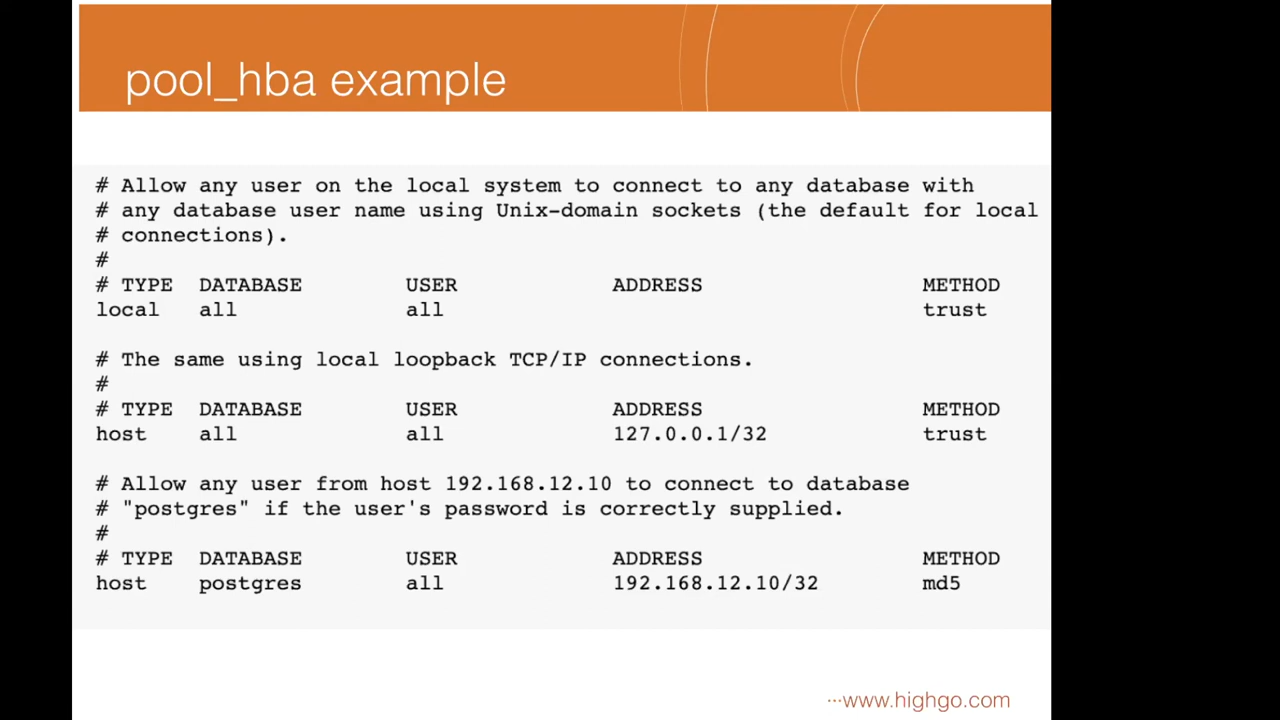 pool_hba example
# Allow any user on the local system to connect to any database with
# any database user name using Unix-domain sockets (the default for local
# connections).
#
# TYPE  DATABASE        USER            ADDRESS                 METHOD
local   all             all                                     trust
# The same using local loopback TCP/IP connections.
#
# TYPE  DATABASE        USER            ADDRESS                 METHOD
host    all             all             127.0.0.1/32            trust
# Allow any user from host 192.168.12.10 to connect to database
# "postgres" if the user's password is correctly supplied.
#
# TYPE  DATABASE        USER            ADDRESS                 METHOD
host    postgres        all             192.168.12.10/32        md5
···www.highgo.com